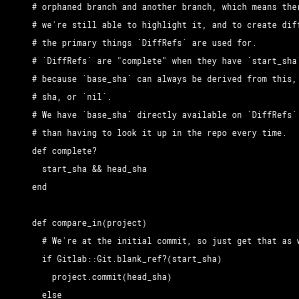 # orphaned branch and another branch, which means
# we're still able to highlight it, and to create
# the primary things `DiffRefs` are used for.
# `DiffRefs` are "complete" when they have `start_sha
# because `base_sha` can always be derived from this,
# sha, or `nil`.
# We have `base_sha` directly available on `DiffRefs`
# than having to look it up in the repo every time.
def complete?
start_sha && head_sha
end
def compare_in(project)
# We're at the initial commit, so just get that as
if Gitlab::Git.blank_ref?(start_sha)
project.commit(head_sha)
else